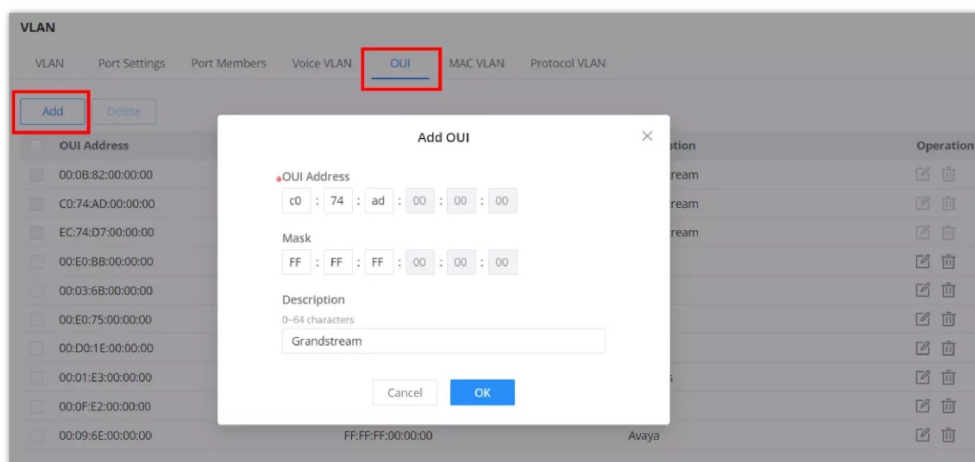 VLAN
VLAN Port Settings Port Members Voice VLAN OUI MAC VLAN Protocol VLAN
Add Delete
Add OUI
OUI Address ption Operation
00:0B:82:00:00:00 ream
*OUI Address
C0:74:AD:00:00:00 ream
c0 : 74 : ad : 00 : 00 : 00
EC:74:D7:00:00:00 ream
Mask
00:E0:BB:00:00:00
FF : FF : FF : 00 : 00 : 00
00:03:6B:00:00:00
Description
0~64 characters
00:E0:75:00:00:00
Grandstream
00:D0:1E:00:00:00
00:01:E3:00:00:00 s
Cancel OK
00:0F:E2:00:00:00
00:09:6E:00:00:00 FF:FF:FF:00:00:00 Avaya